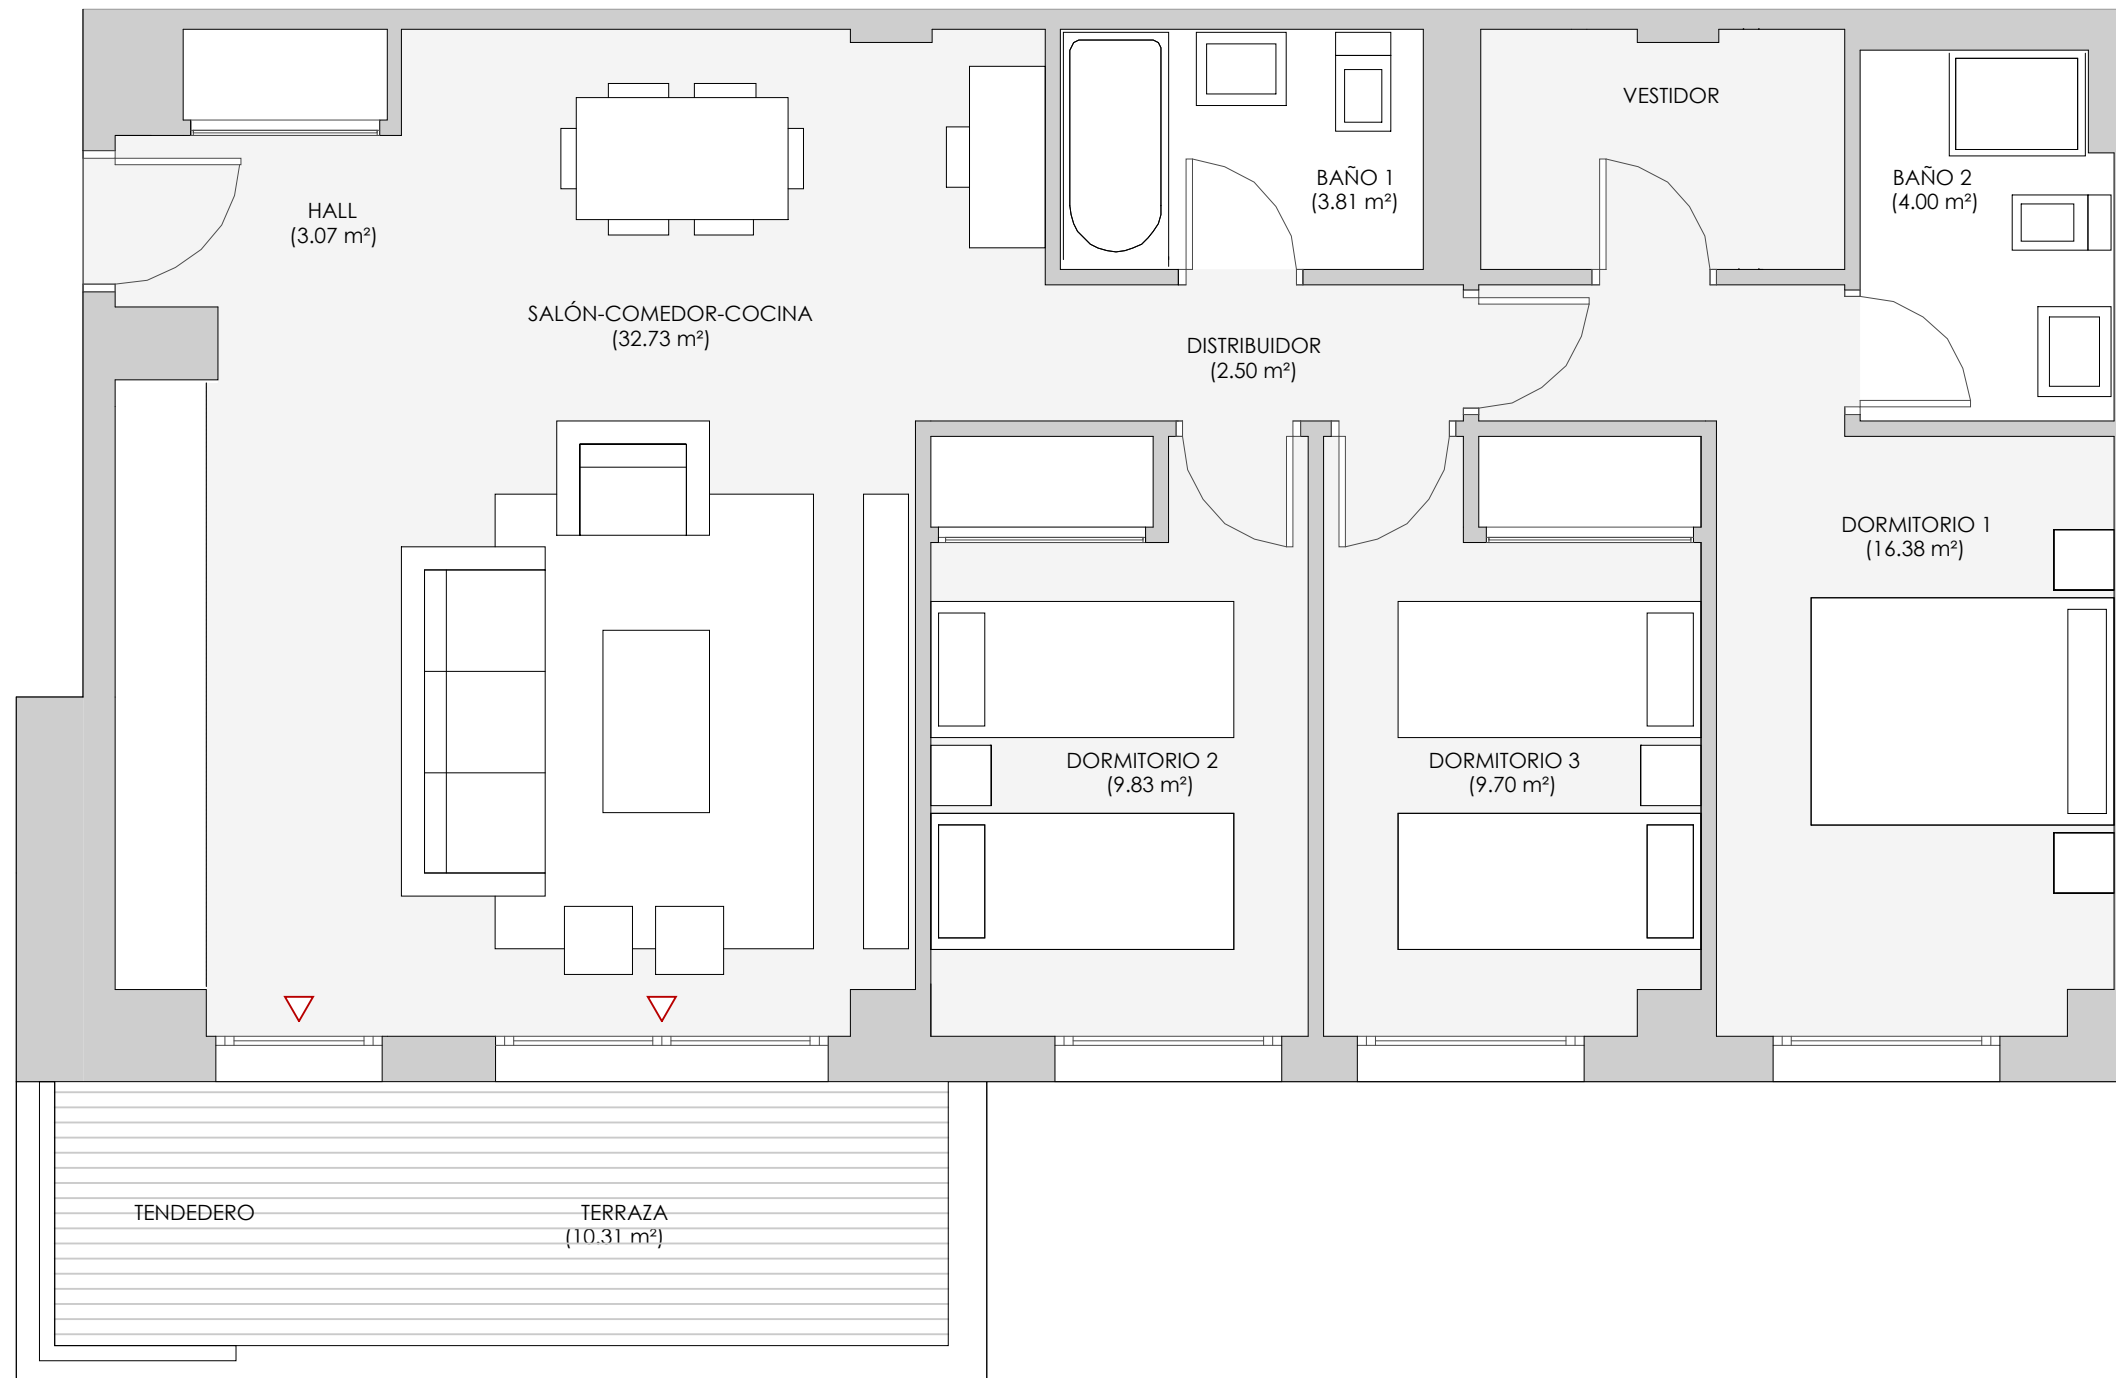 VESTIDOR
BAÑO 1
(3.81 m²)
BAÑO 2
(4.00 m²)
HALL
(3.07 m²)
SALÓN-COMEDOR-COCINA
(32.73 m²)
DISTRIBUIDOR
(2.50 m²)
DORMITORIO 1
(16.38 m²)
DORMITORIO 2
(9.83 m²)
DORMITORIO 3
(9.70 m²)
TENDEDERO
TERRAZA
(10.31 m²)